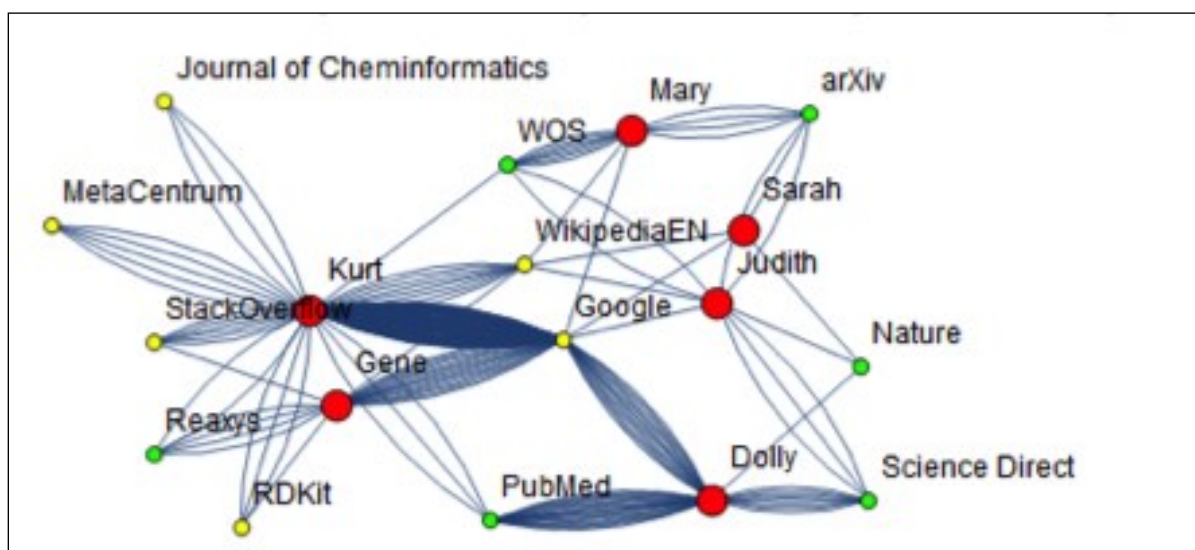 Journal of Cheminformatics
Mary
arXiv
WOS
MetaCentrum
Sarah
WikipediaEN
Kurt
Judith
StackOverflow
Google
Gene
Nature
Reaxys
Dolly
Science Direct
PubMed
RDKit